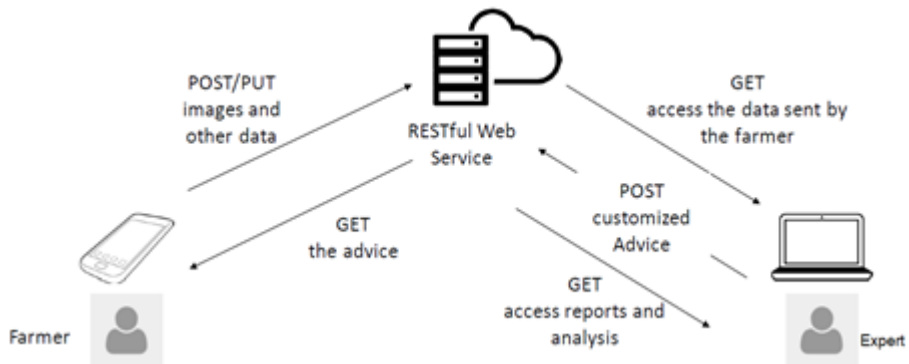 POST/PUT
images and
other data
RESTful Web
Service
GET
access the data sent by
the farmer
GET
the advice
POST
customized
Advice
GET
access reports and
analysis
Farmer
Expert